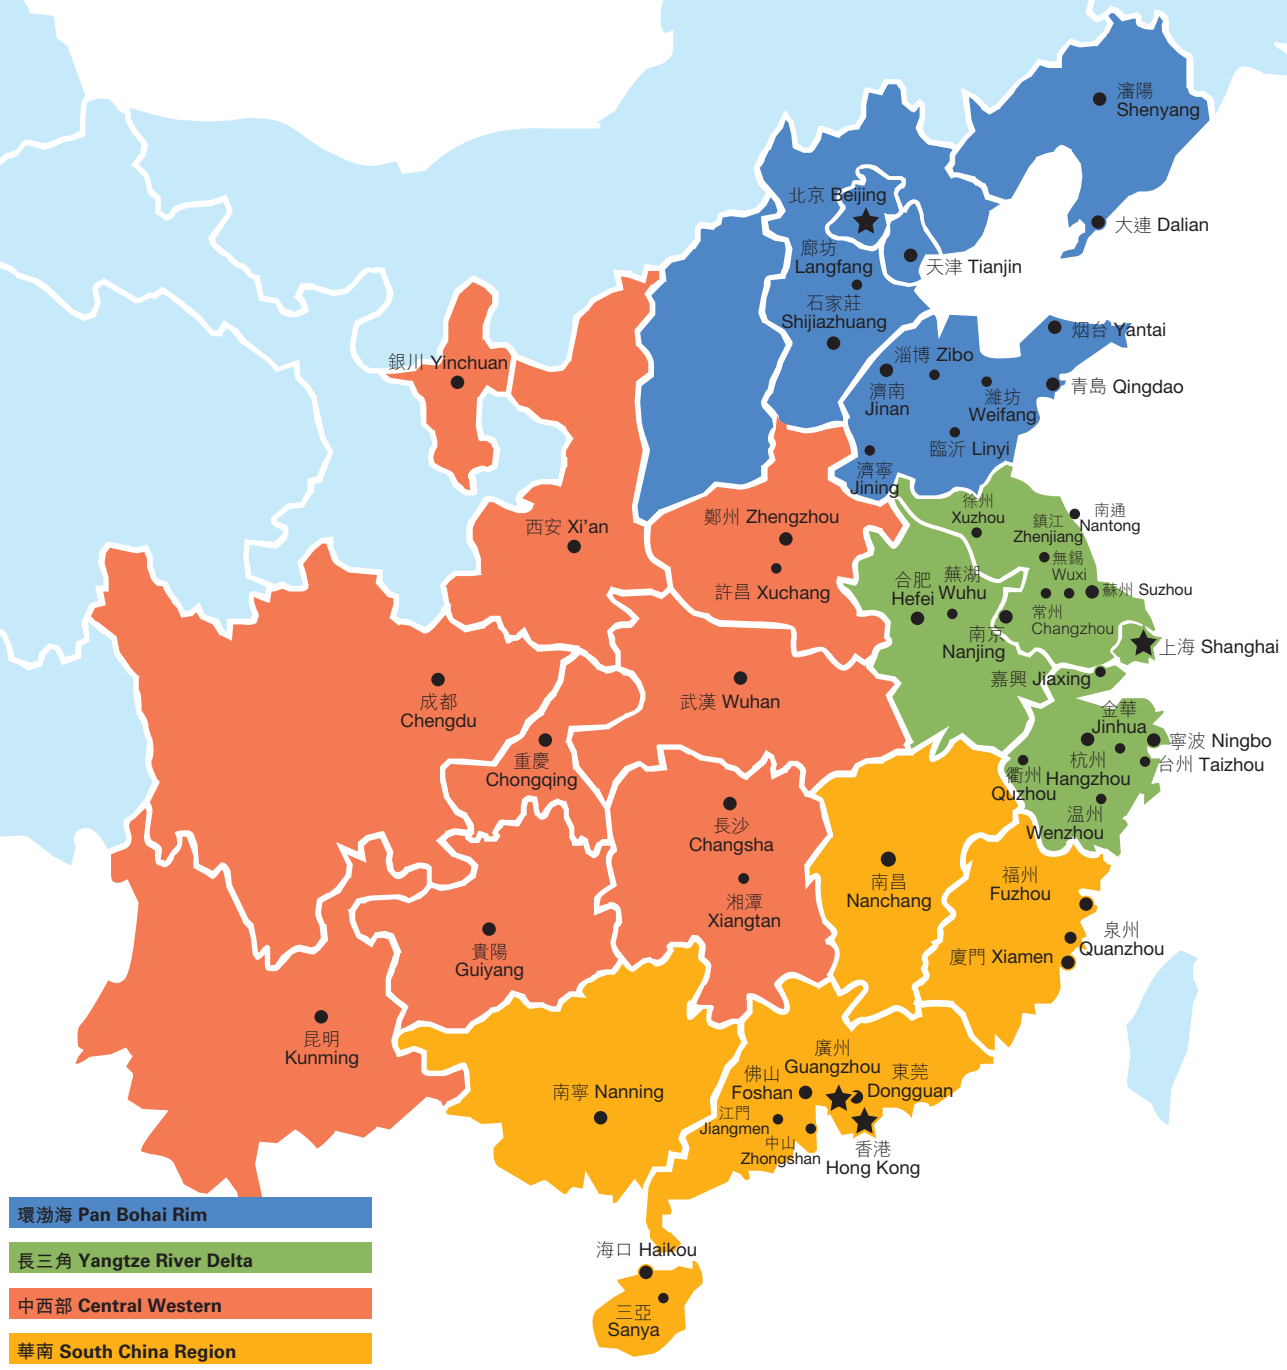 瀋陽
Shenyang
北京 Beijing
大連 Dalian
廊坊
Langfang
天津 Tianjin
石家莊
Shijiazhuang
烟台 Yantai
淄博 Zibo
銀川 Yinchuan
濟南
Jinan
青島 Qingdao
濰坊
Weifang
臨沂 Linyi
濟寧
Jining
徐州
Xuzhou
南通
Nantong
鎮江
Zhenjiang
鄭州 Zhengzhou
西安 Xi’an
無錫
Wuxi
許昌 Xuchang
合肥
Hefei
蕪湖
Wuhu
蘇州 Suzhou
常州
Changzhou
南京
Nanjing
上海 Shanghai
嘉興 Jiaxing
成都
Chengdu
武漢 Wuhan
金華
Jinhua
寧波 Ningbo
重慶
Chongqing
杭州
Hangzhou
台州 Taizhou
衢州
Quzhou
温州
Wenzhou
長沙
Changsha
南昌
Nanchang
福州
Fuzhou
湘潭
Xiangtan
泉州
Quanzhou
廈門 Xiamen
貴陽
Guiyang
昆明
Kunming
廣州
Guangzhou
佛山
Foshan
東莞
Dongguan
南寧 Nanning
江門
Jiangmen
中山
Zhongshan
香港
Hong Kong
海口 Haikou
三亞
Sanya
環渤海 Pan Bohai Rim
長三角 Yangtze River Delta
中西部 Central Western
華南 South China Region